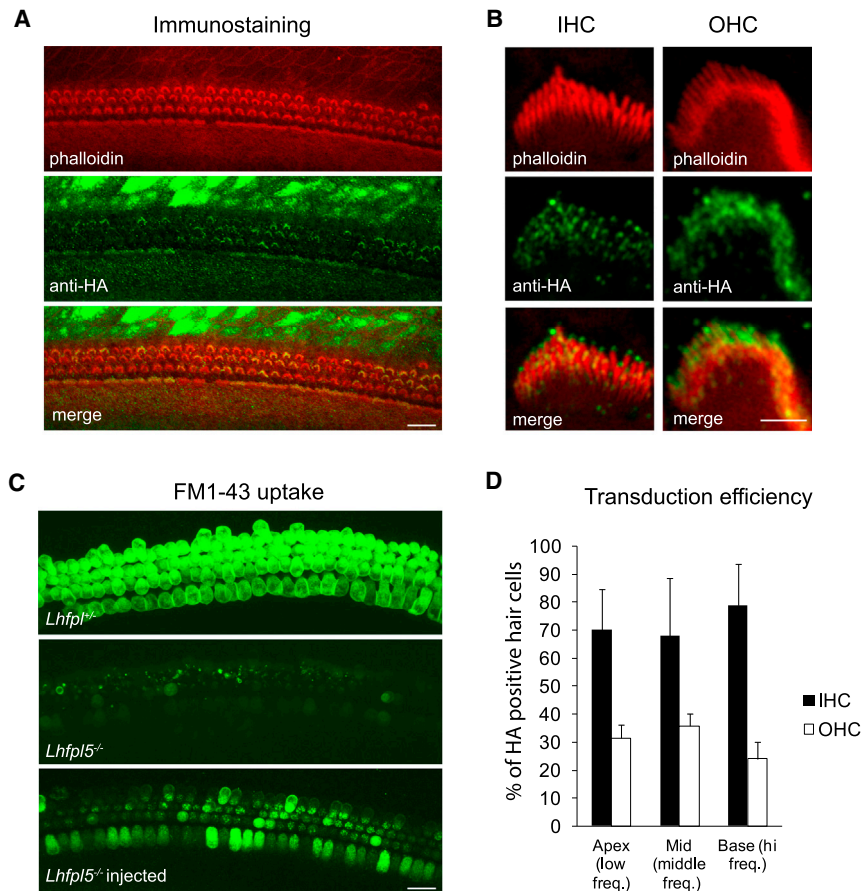 A
Immunostaining
phalloidin
anti-HA
merge
B
IHC
OHC
phalloidin
phalloidin
anti-HA
anti-HA
merge
merge
C
FM1-43 uptake
Lhfpl+/-
Lhfpl5-/-
Lhfpl5-/- injected
D
Transduction efficiency
% of HA positive hair cells
100
90
80
70
60
50
40
30
20
10
0
Apex
(low
freq.)
Mid
(middle
freq.)
Base (hi
freq.)
IHC
OHC